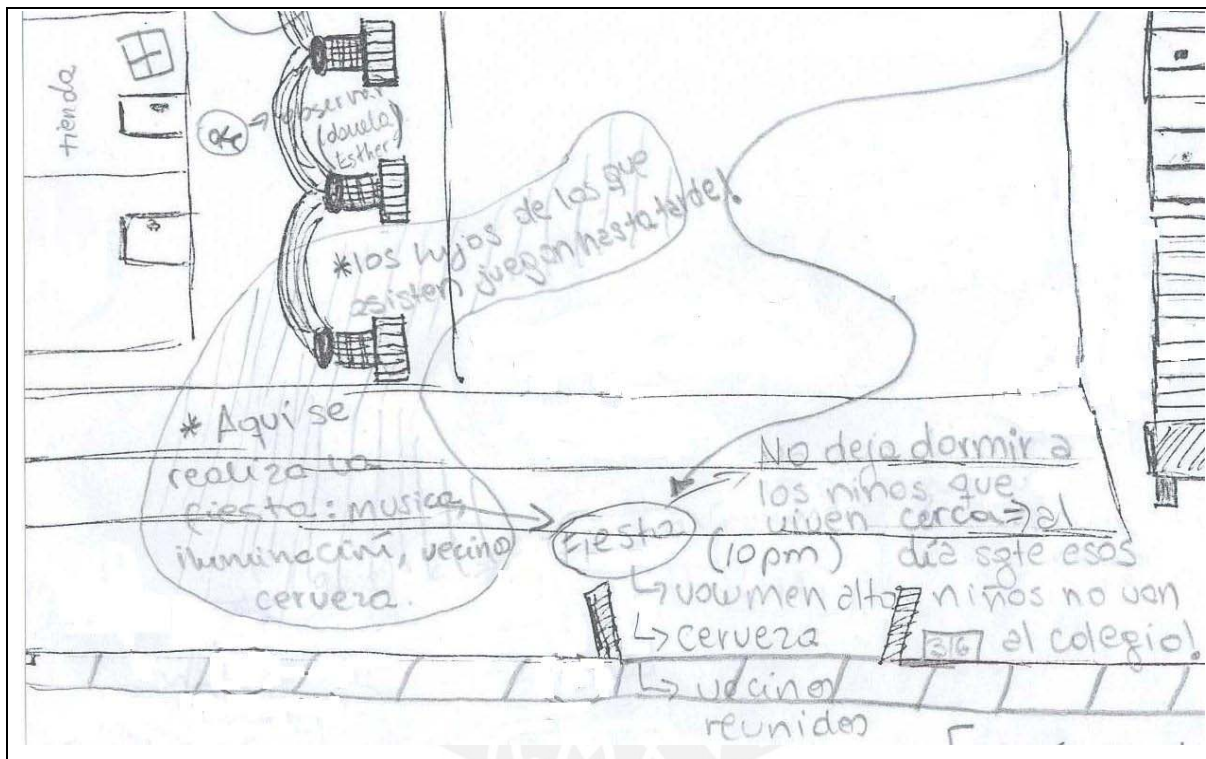 tienda
observar
(
Esther)
*los hijos de los que
asisten juegan hasta tarde).
* Aquí se
realiza una
fiesta: musica,
iluminación, vecino
cerveza.
Fiesta
(10pm)
↳ volumen alto
↳ cerveza
↳ vecinos
reunidos
No deja dormir a
los niños que
viven cerca ⇒ al
día sgte esos
niños no van
al colegio!
316